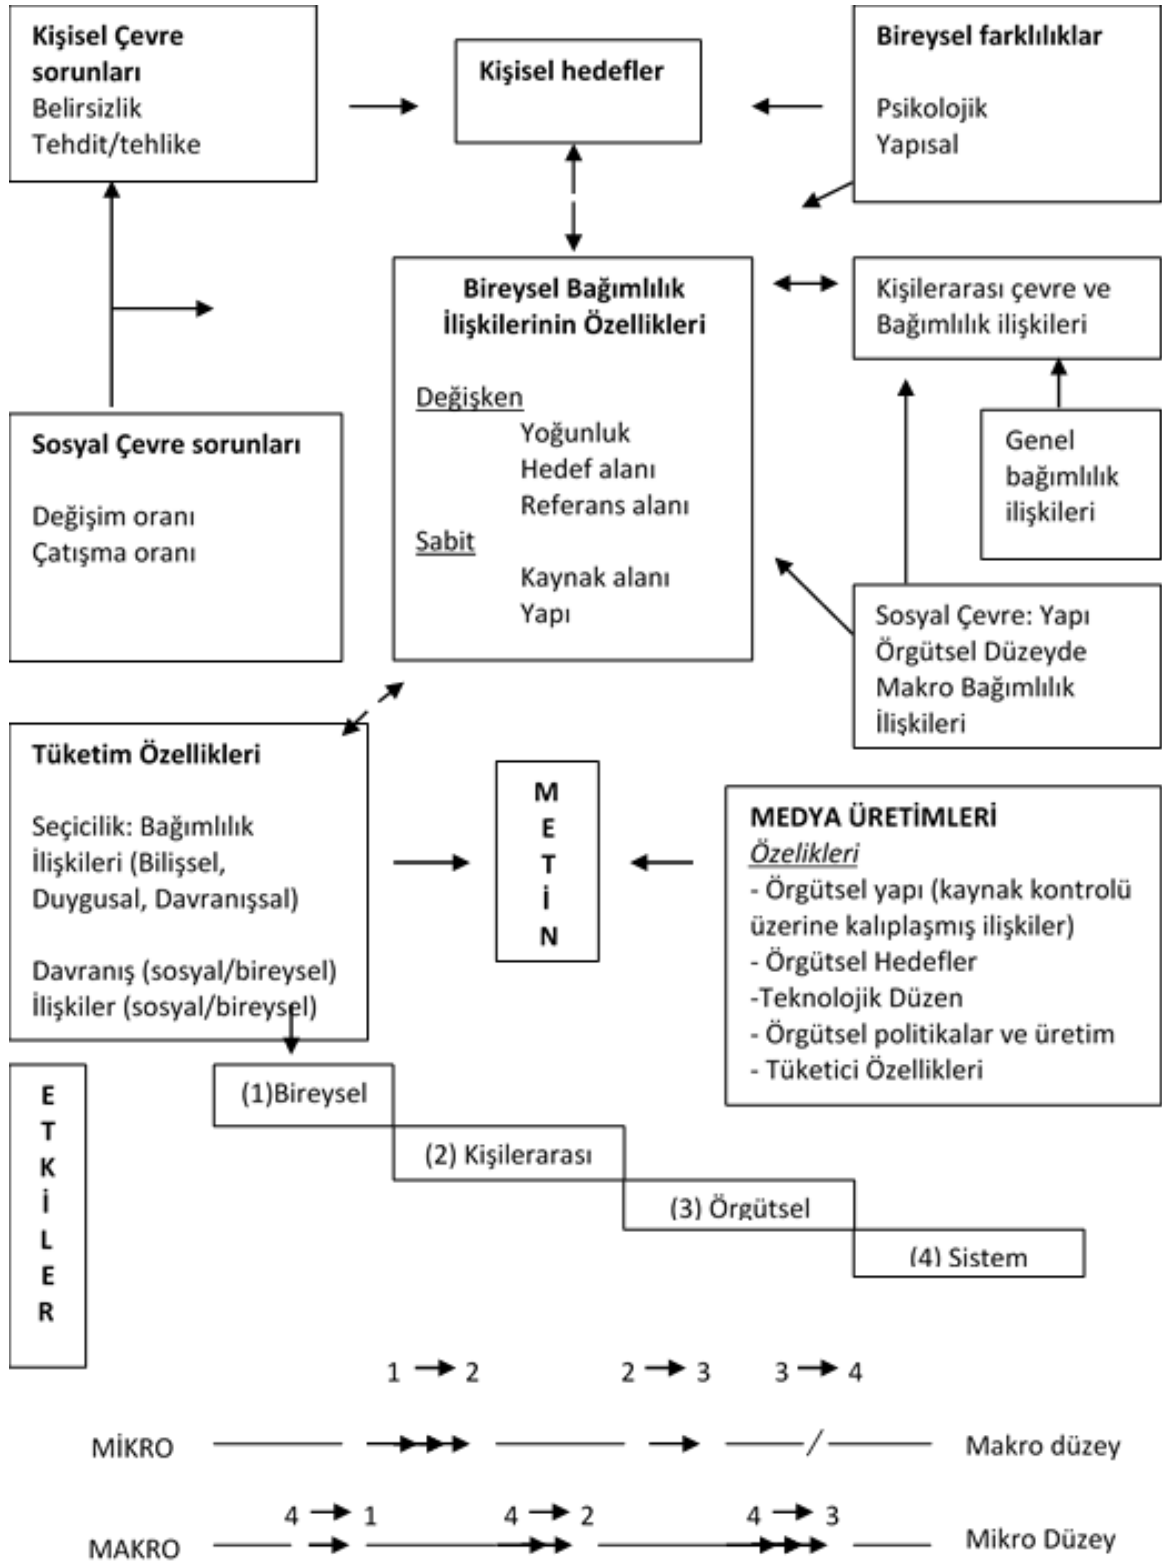 Kişisel Çevre
sorunları
Belirsizlik
Tehdit/tehlike
Kişisel hedefler
Bireysel farklılıklar
Psikolojik
Yapısal
Bireysel Bağımlılık
İlişkilerinin Özellikleri
Değişken
Yoğunluk
Hedef alanı
Referans alanı
Sabit
Kaynak alanı
Yapı
Kişilerarası çevre ve
Bağımlılık ilişkileri
Genel
bağımlılık
ilişkileri
Sosyal Çevre sorunları
Değişim oranı
Çatışma oranı
Sosyal Çevre: Yapı
Örgütsel Düzeyde
Makro Bağımlılık
İlişkileri
Tüketim Özellikleri
Seçicilik: Bağımlılık
İlişkileri (Bilişsel,
Duygusal, Davranışsal)
Davranış (sosyal/bireysel)
İlişkiler (sosyal/bireysel)
M
E
T
İ
N
MEDYA ÜRETİMLERİ
Özelikleri
- Örgütsel yapı (kaynak kontrolü
üzerine kalıplaşmış ilişkiler)
- Örgütsel Hedefler
-Teknolojik Düzen
- Örgütsel politikalar ve üretim
- Tüketici Özellikleri
E
T
K
İ
L
E
R
(1)Bireysel
(2) Kişilerarası
(3) Örgütsel
(4) Sistem
1 → 2 2 → 3 3 → 4
MİKRO / Makro düzey
4 → 1 4 → 2 4 → 3
MAKRO Mikro Düzey